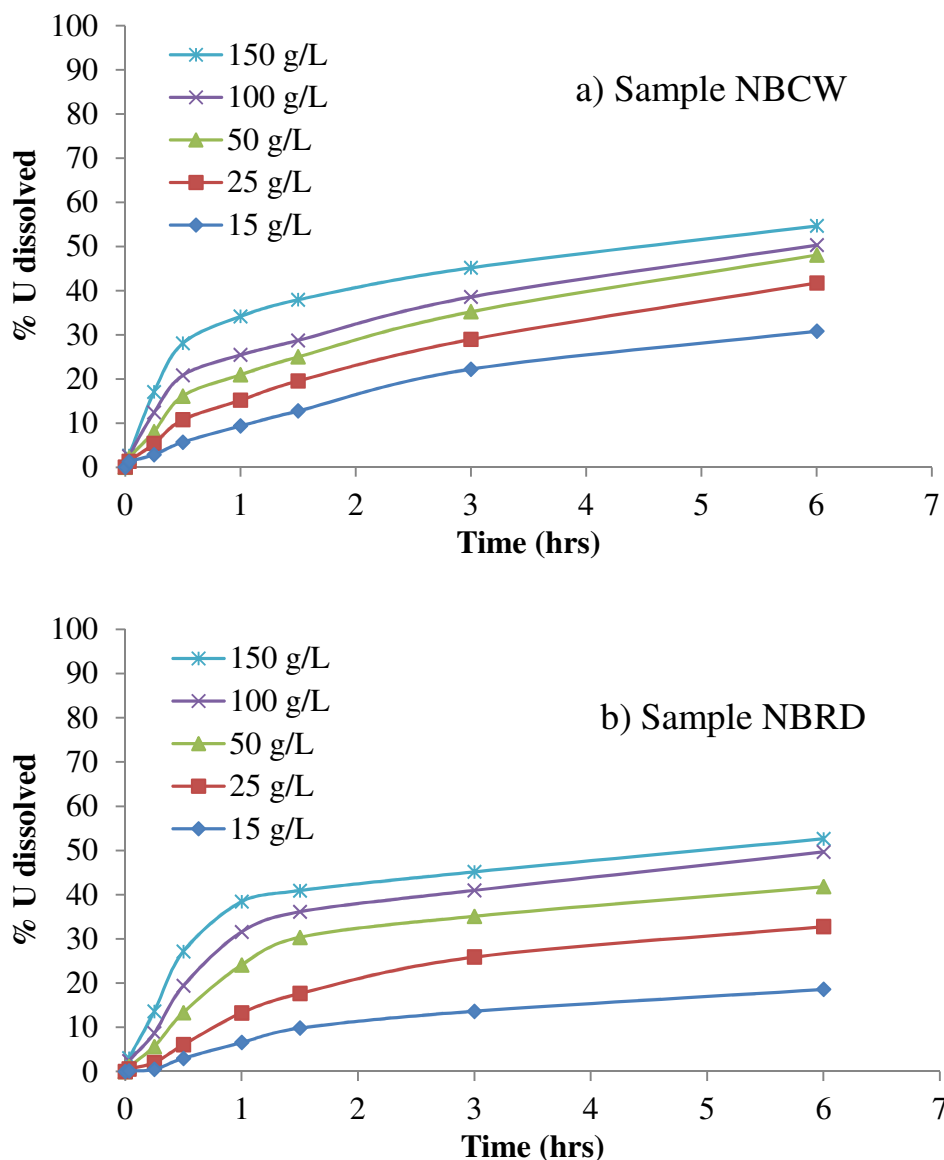 100
90
80
70
60
50
40
30
20
10
0
% U dissolved
150 g/L
100 g/L
50 g/L
25 g/L
15 g/L
a) Sample NBCW
0 1 2 3 4 5 6 7
Time (hrs)
100
90
80
70
60
50
40
30
20
10
0
% U dissolved
150 g/L
100 g/L
50 g/L
25 g/L
15 g/L
b) Sample NBRD
0 1 2 3 4 5 6 7
Time (hrs)